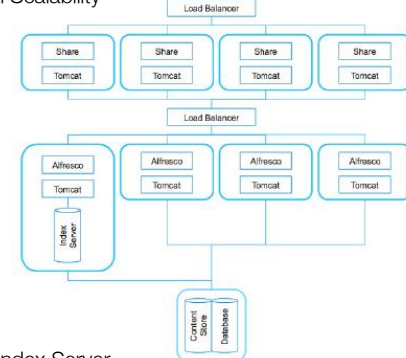 Scalability
Load Balancer
Share Share Share Share
Tomcat Tomcat Tomcat Tomcat
Load Balancer
Alfresco Alfresco Alfresco Alfresco
Tomcat Tomcat Tomcat Tomcat
Index Server
Content Store Database
Index Server